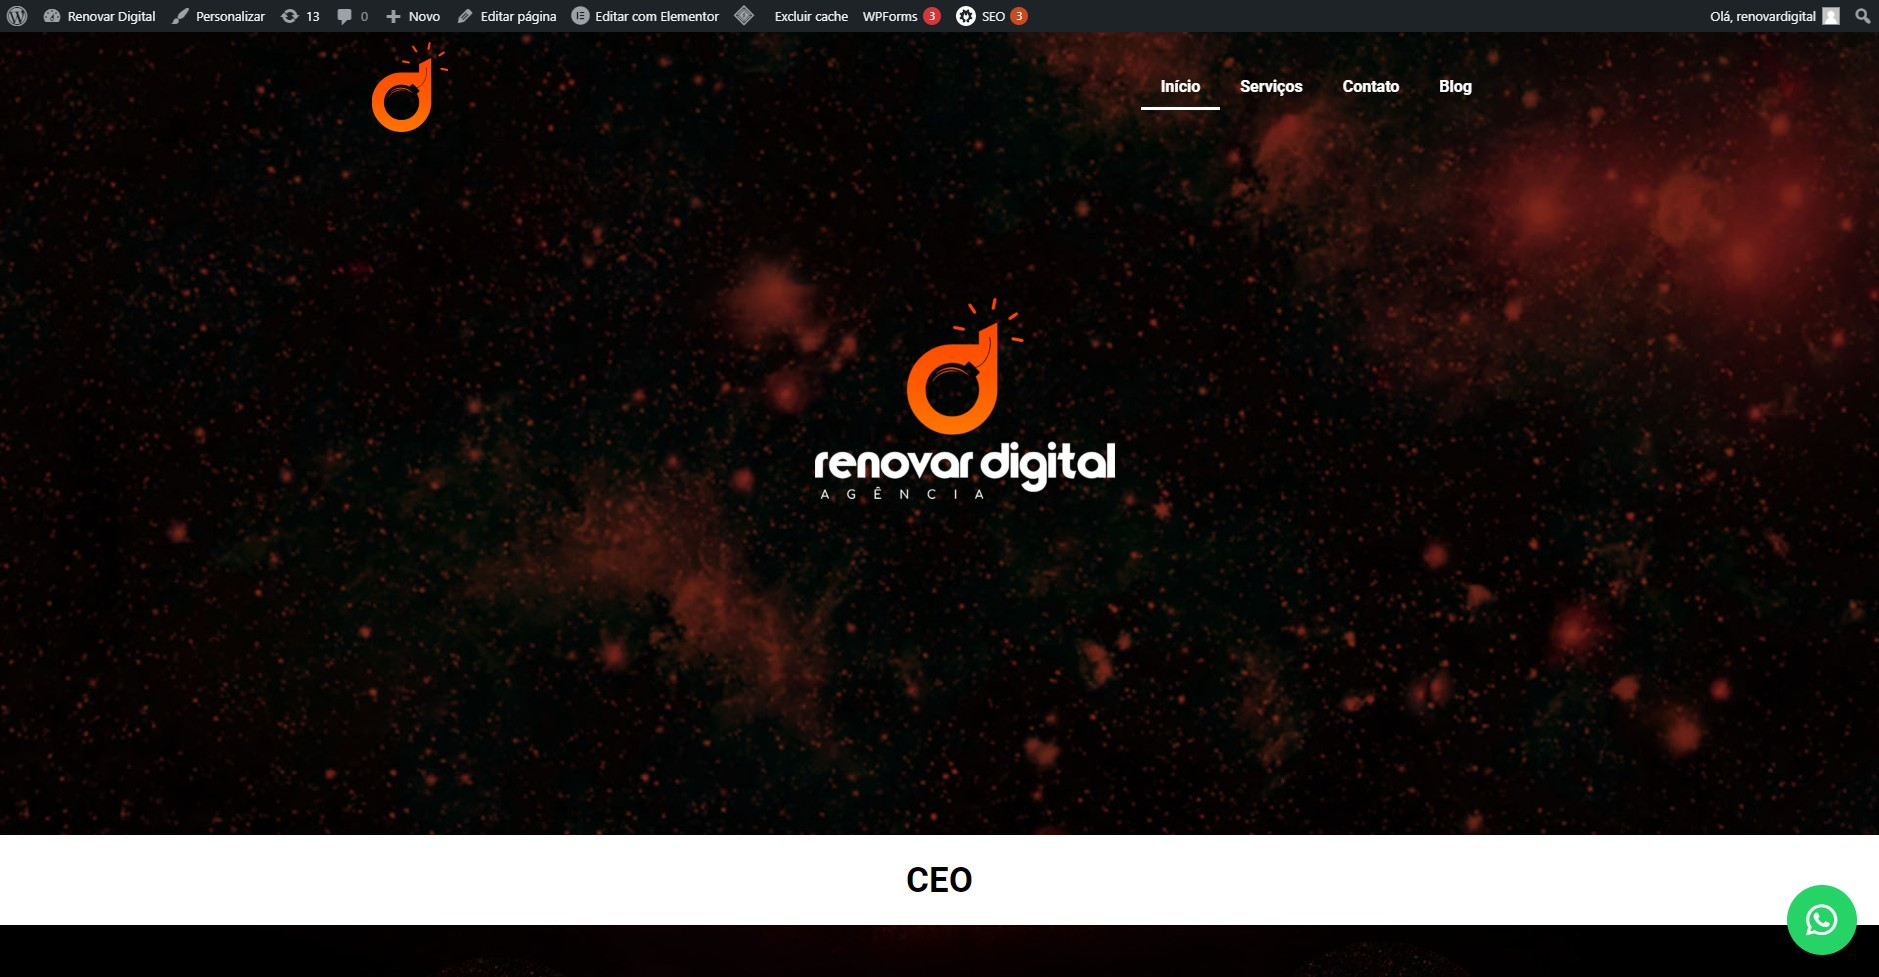 Renovar Digital Personalizar 13 0 Novo Editar página Editar com Elementor Excluir cache WPForms 3 SEO 3 Olá, renovardigital
Início Serviços Contato Blog
renovar digital
AGÊNCIA
CEO